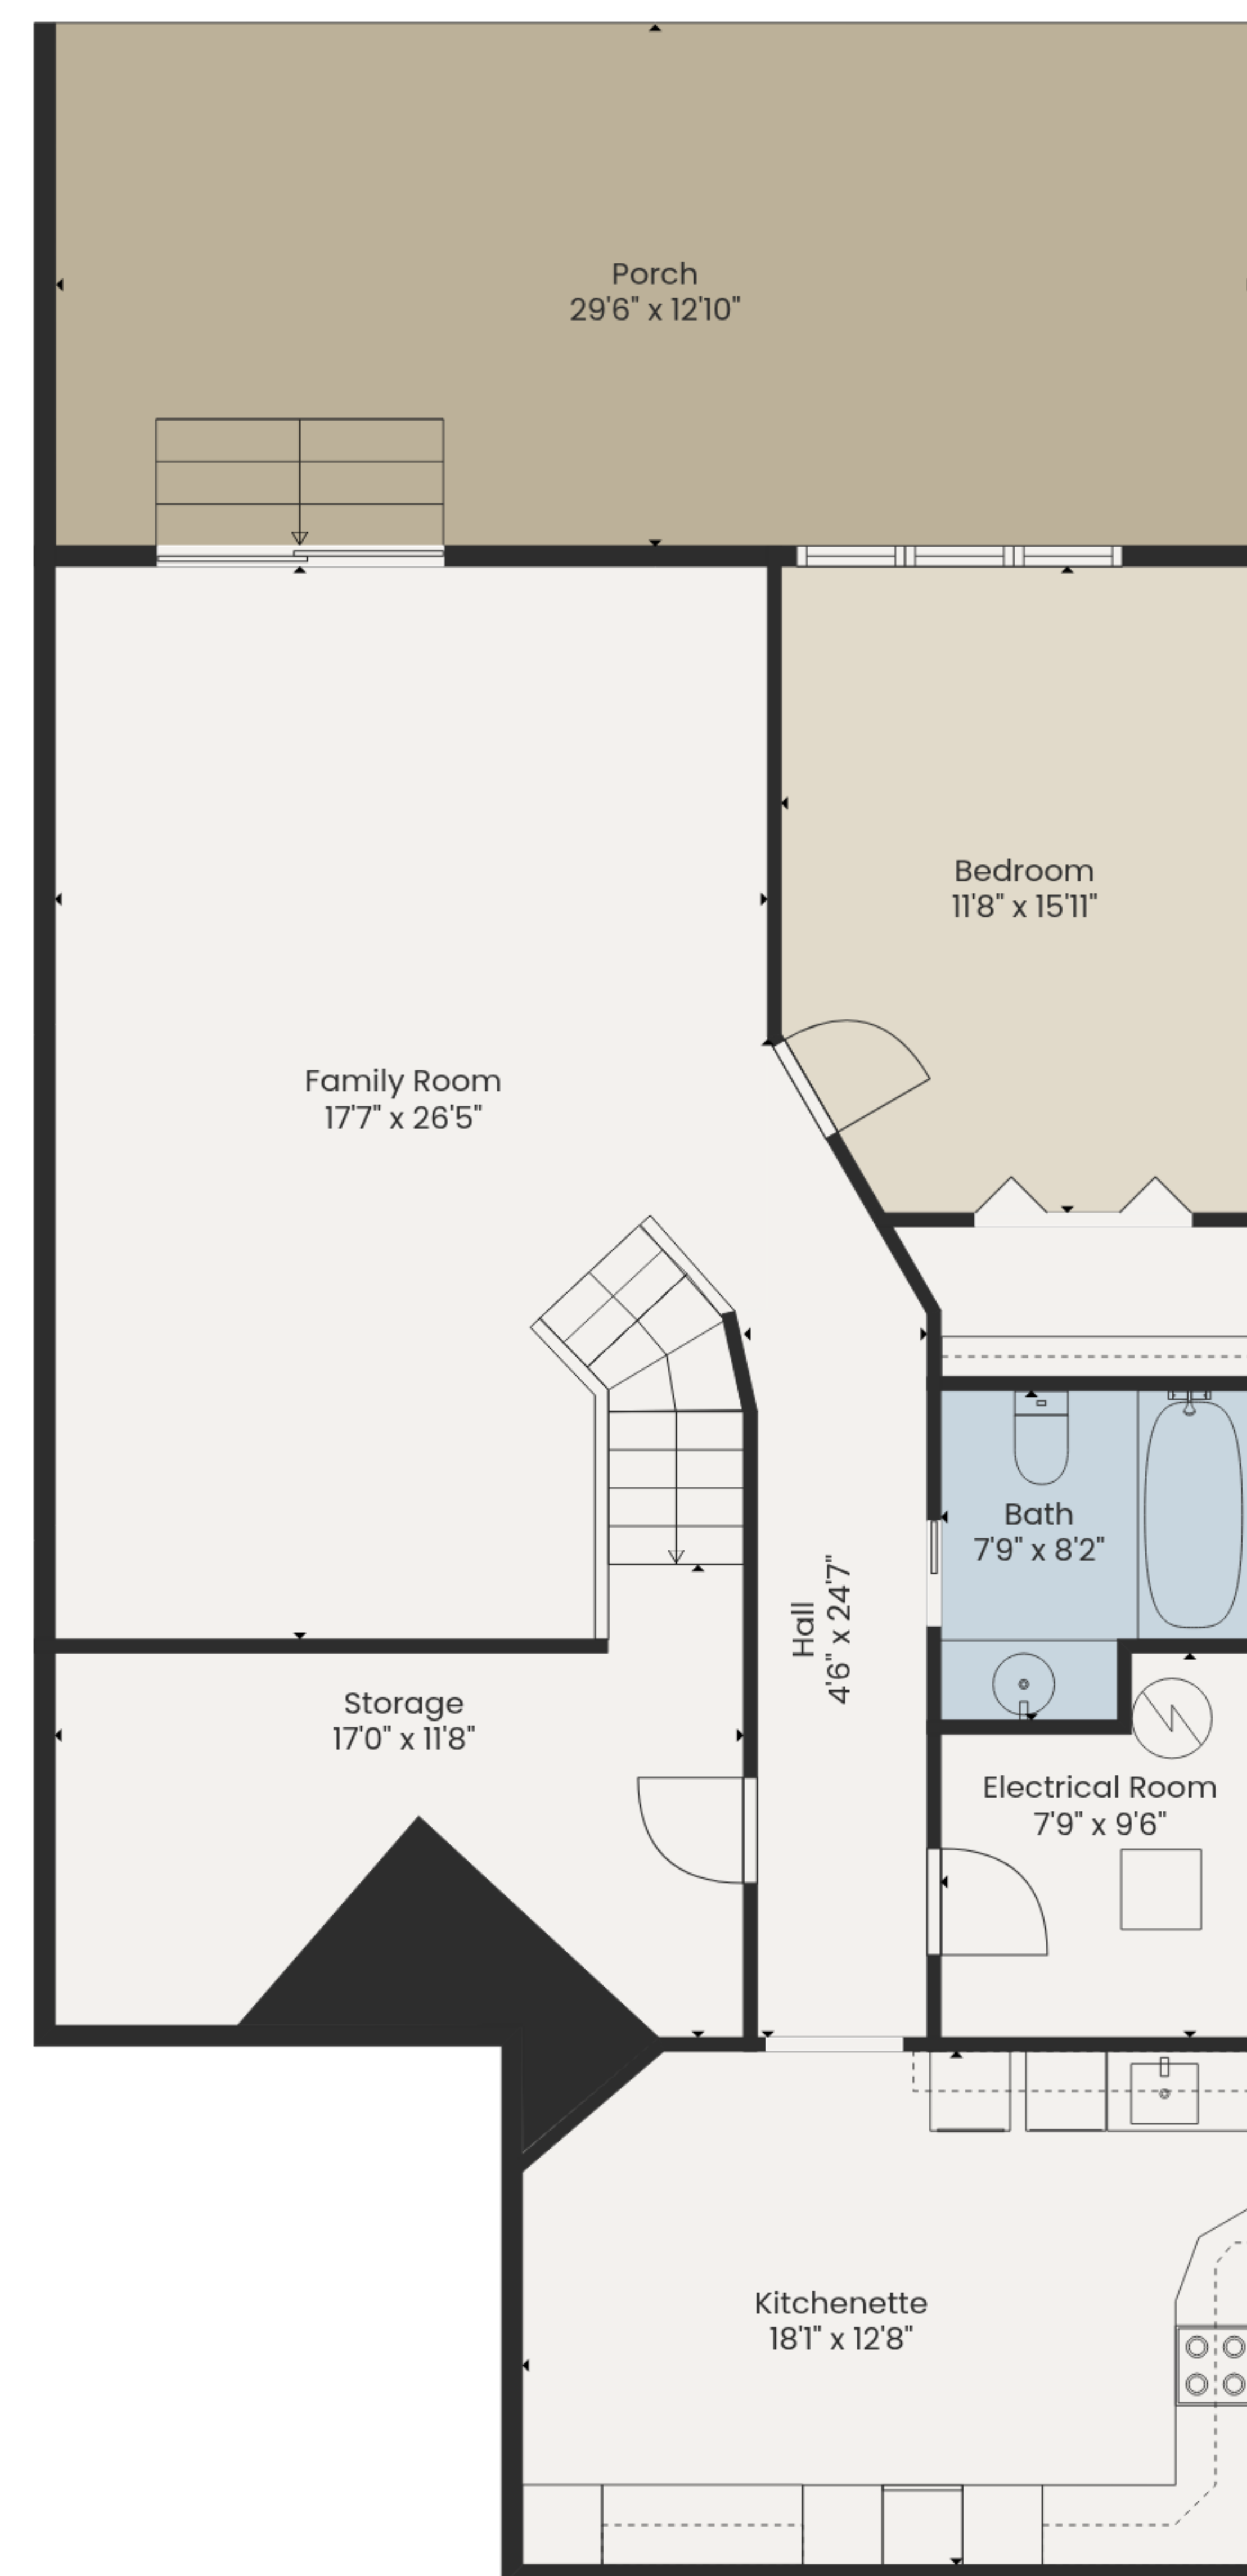 Porch
29'6" x 12'10"
Bedroom
11'8" x 15'11"
Family Room
17'7" x 26'5"
Bath
7'9" x 8'2"
Hall
4'6" x 24'7"
Storage
17'0" x 11'8"
Electrical Room
7'9" x 9'6"
Kitchenette
18'1" x 12'8"